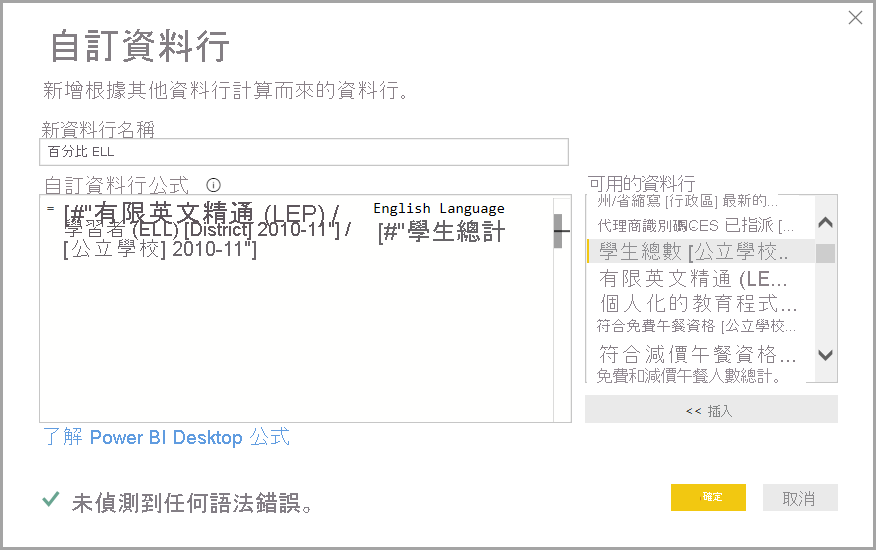 自訂資料行
新增根據其他資料行計算而來的資料行。
新資料行名稱
百分比 ELL
自訂資料行公式
= [#"有限英文精通 (LEP) / English Language
學習者 (ELL) [District] 2010-11"] / [#"學生總計
[公立學校] 2010-11"]
可用的資料行
州/省縮寫 [行政區] 最新的...
代理商識別碼CES 已指派 [...
學生總數 [公立學校..
有限英文精通 (LE...
個人化的教育程式...
符合免費午餐資格 [公立學校...
符合減價午餐資格...
免費和減價午餐人數總計。
<< 插入
了解 Power BI Desktop 公式
未偵測到任何語法錯誤。
確定
取消